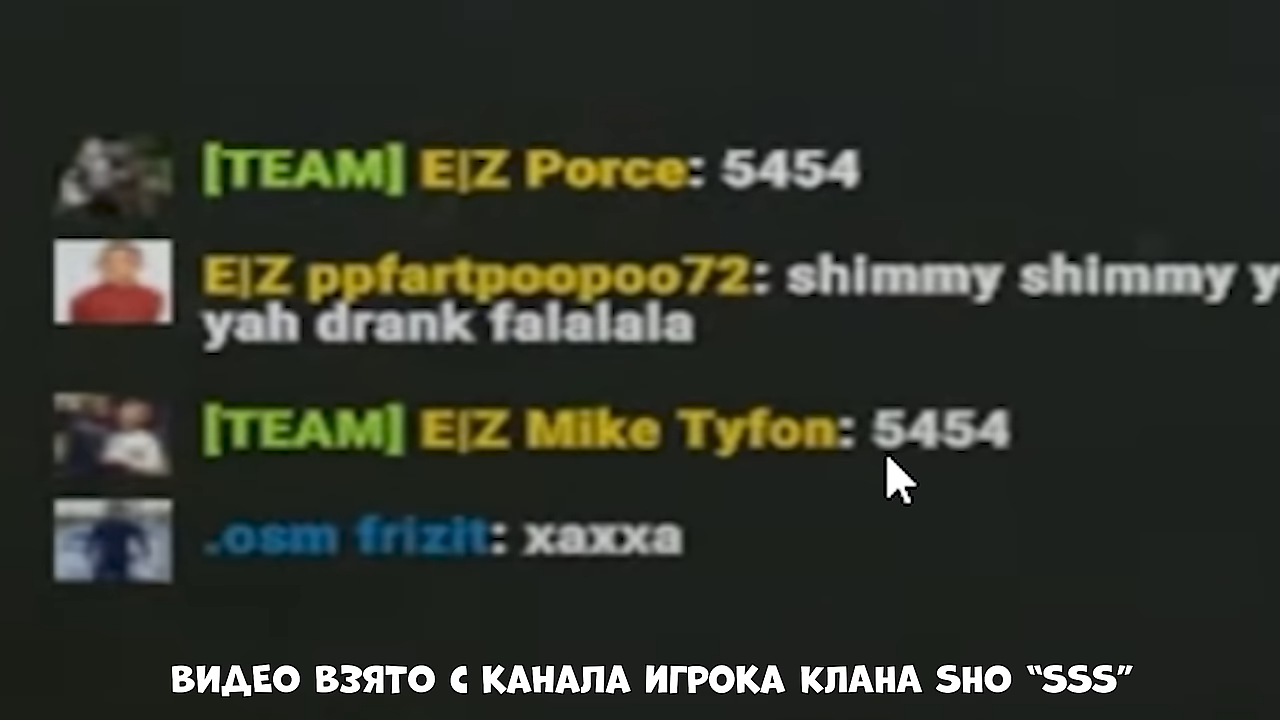 [TEAM] E|Z Porce: 5454
E|Z ppfartpoopoo72: shimmy shimmy y
yah drank falalala
[TEAM] E|Z Mike Tyfon: 5454
.osm frizit: хахха
ВИДЕО ВЗЯТО С КАНАЛА ИГРОКА КЛАНА SHO “SSS”